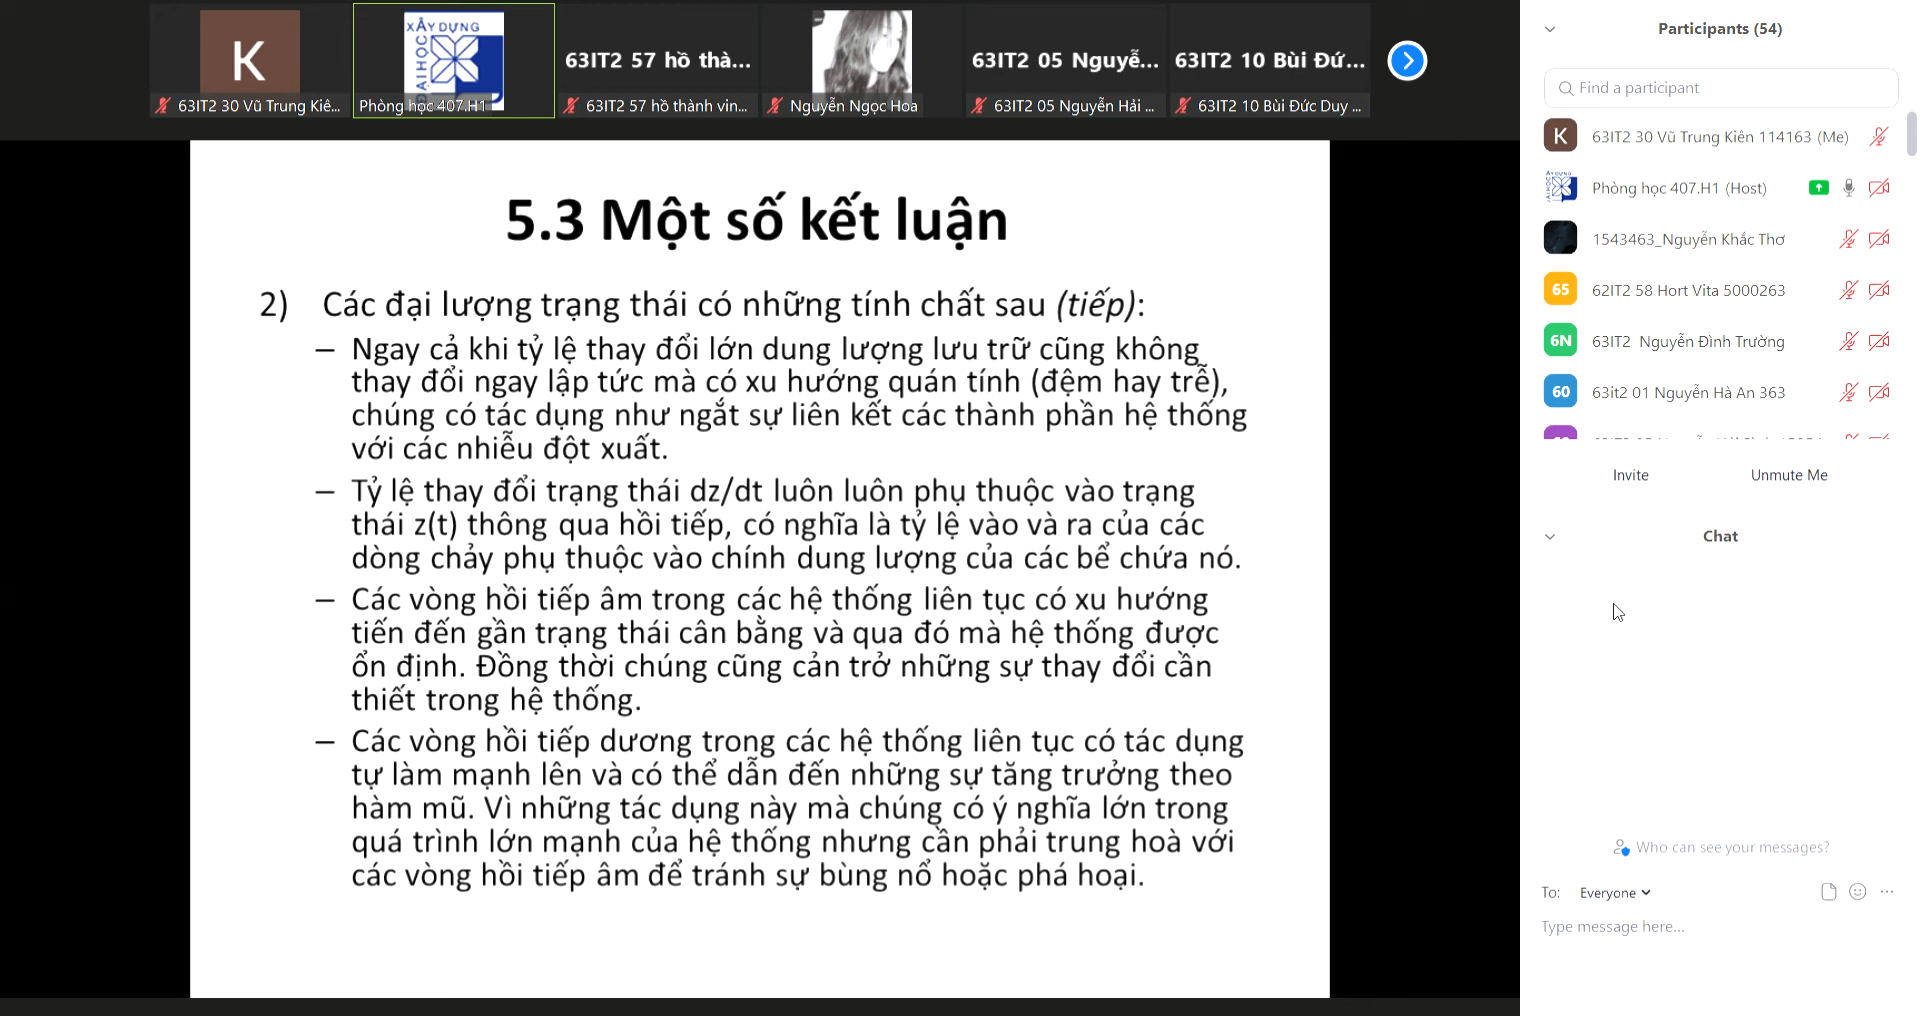 K
XÂY DỰNG
ĐẠI HỌC
63IT2 57 hồ thà...
63IT2 05 Nguyễ...
63IT2 10 Bùi Đứ...
63IT2 30 Vũ Trung Kiê...
Phòng học 407.H1
63IT2 57 hồ thành vin...
Nguyễn Ngọc Hoa
63IT2 05 Nguyễn Hải ...
63IT2 10 Bùi Đức Duy ...
5.3 Một số kết luận
2) Các đại lượng trạng thái có những tính chất sau (tiếp):
– Ngay cả khi tỷ lệ thay đổi lớn dung lượng lưu trữ cũng không
thay đổi ngay lập tức mà có xu hướng quán tính (đệm hay trễ),
chúng có tác dụng như ngắt sự liên kết các thành phần hệ thống
với các nhiễu đột xuất.
– Tỷ lệ thay đổi trạng thái dz/dt luôn luôn phụ thuộc vào trạng
thái z(t) thông qua hồi tiếp, có nghĩa là tỷ lệ vào và ra của các
dòng chảy phụ thuộc vào chính dung lượng của các bể chứa nó.
– Các vòng hồi tiếp âm trong các hệ thống liên tục có xu hướng
tiến đến gần trạng thái cân bằng và qua đó mà hệ thống được
ổn định. Đồng thời chúng cũng cản trở những sự thay đổi cần
thiết trong hệ thống.
– Các vòng hồi tiếp dương trong các hệ thống liên tục có tác dụng
tự làm mạnh lên và có thể dẫn đến những sự tăng trưởng theo
hàm mũ. Vì những tác dụng này mà chúng có ý nghĩa lớn trong
quá trình lớn mạnh của hệ thống nhưng cần phải trung hoà với
các vòng hồi tiếp âm để tránh sự bùng nổ hoặc phá hoại.
Participants (54)
Find a participant
K 63IT2 30 Vũ Trung Kiên 114163 (Me)
Phòng học 407.H1 (Host)
1543463_Nguyễn Khắc Thơ
65 62IT2 58 Hort Vita 5000263
6N 63IT2 Nguyễn Đình Trường
60 63it2 01 Nguyễn Hà An 363
Invite
Unmute Me
Chat
Who can see your messages?
To: Everyone
Type message here...